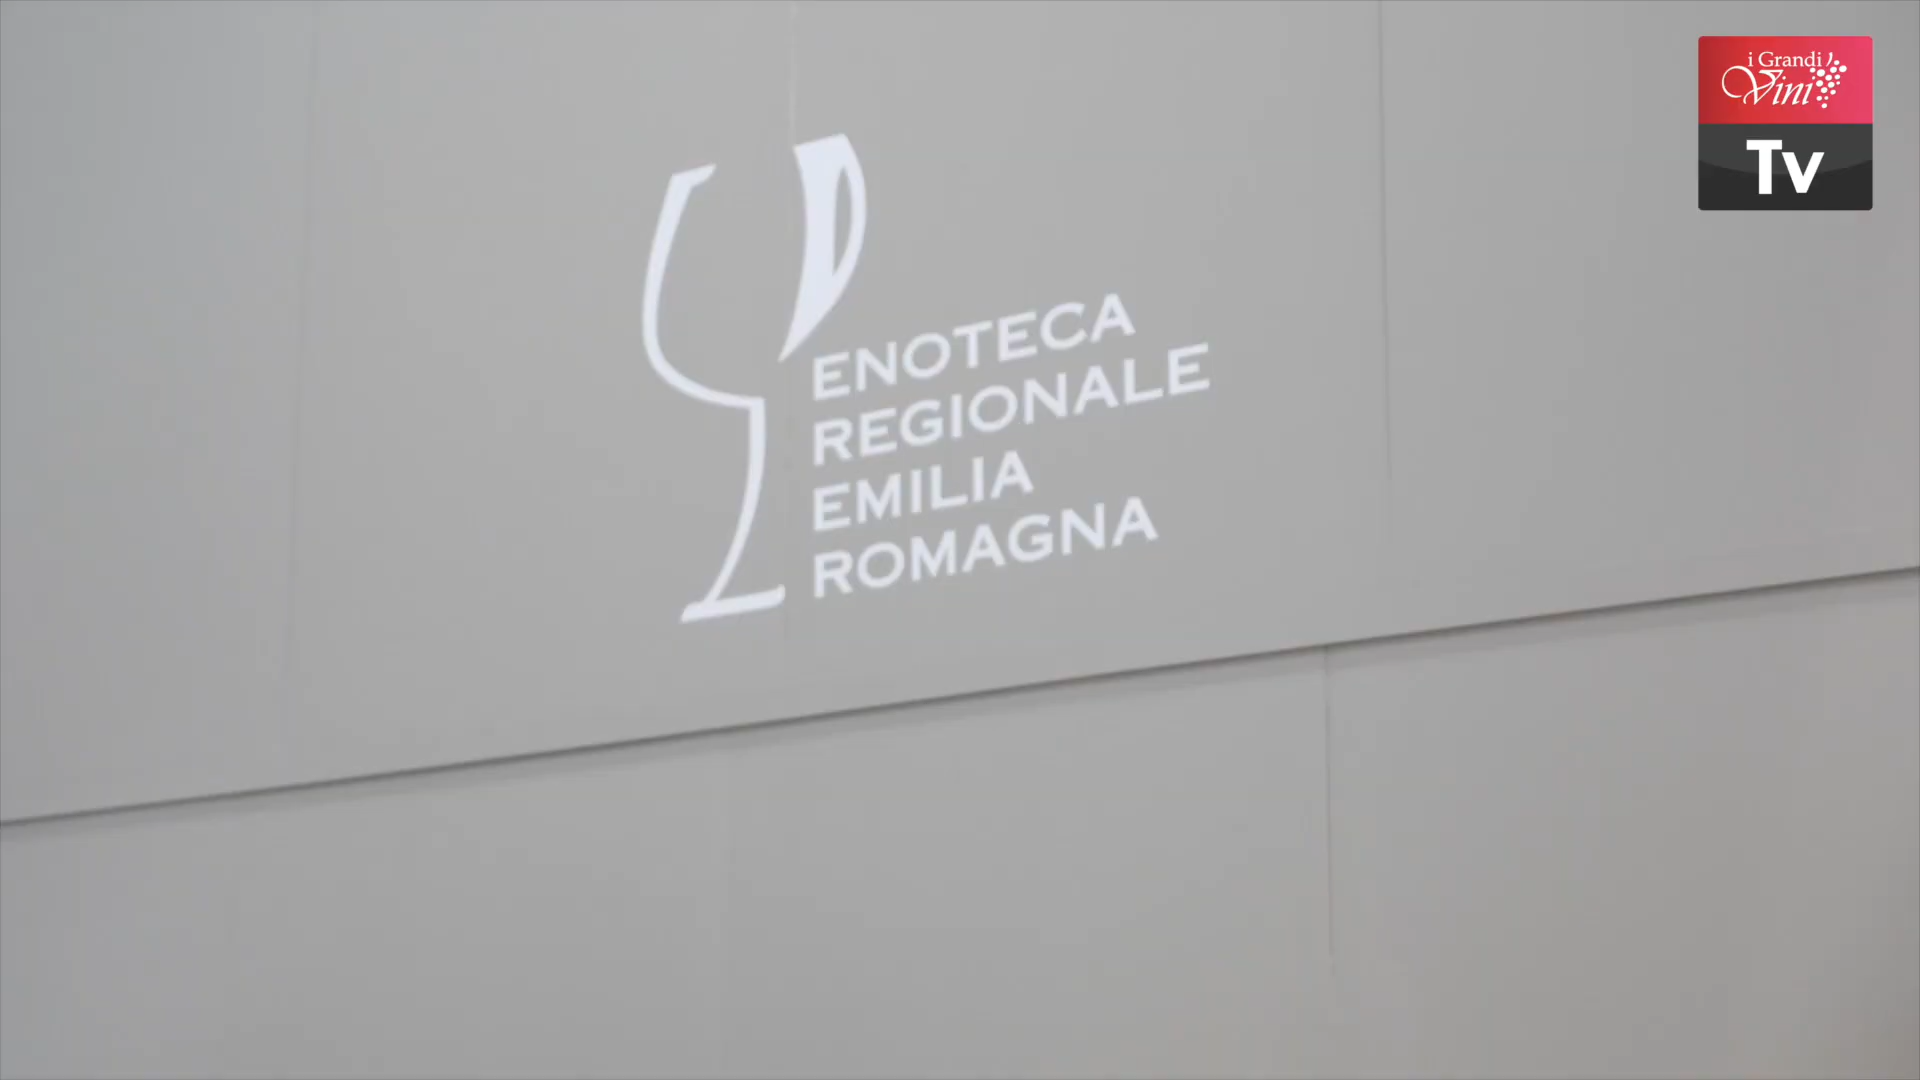 i Grandi
Vini
Tv
ENOTECA
REGIONALE
EMILIA
ROMAGNA